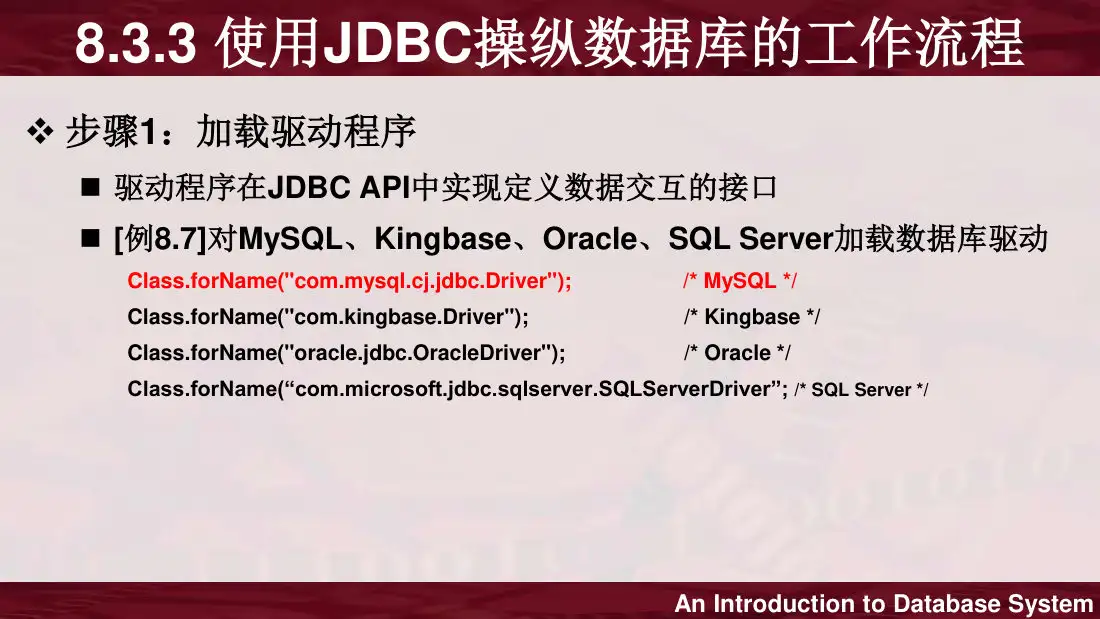 8.3.3 使用JDBC操纵数据库的工作流程
❖ 步骤1：加载驱动程序
■ 驱动程序在JDBC API中实现定义数据交互的接口
■ [例8.7]对MySQL、Kingbase、Oracle、SQL Server加载数据库驱动
Class.forName("com.mysql.cj.jdbc.Driver"); /* MySQL */
Class.forName("com.kingbase.Driver"); /* Kingbase */
Class.forName("oracle.jdbc.OracleDriver"); /* Oracle */
Class.forName(“com.microsoft.jdbc.sqlserver.SQLServerDriver”; /* SQL Server */
An Introduction to Database System